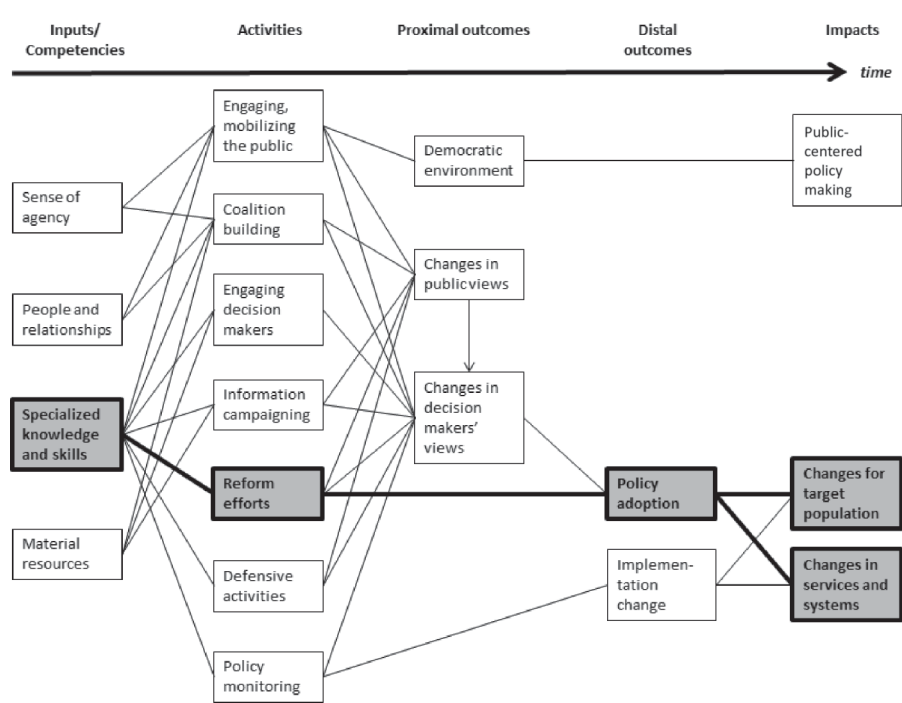 Inputs/
Competencies
Activities
Proximal outcomes
Distal
outcomes
Impacts
time
Sense of
agency
People and
relationships
Specialized
knowledge
and skills
Material
resources
Engaging,
mobilizing
the public
Coalition
building
Engaging
decision
makers
Information
campaigning
Reform
efforts
Defensive
activities
Policy
monitoring
Democratic
environment
Changes in
public views
Changes in
decision
makers'
views
Policy
adoption
Implemen-
tation
change
Public-
centered
policy
making
Changes for
target
population
Changes in
services and
systems